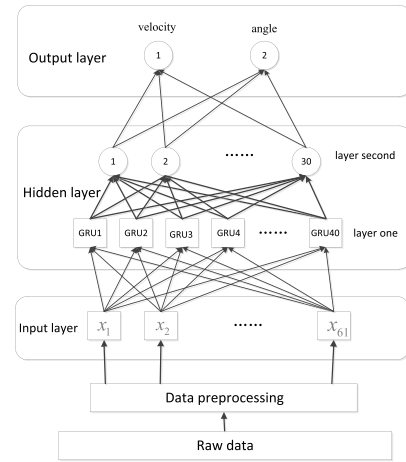 velocity angle
Output layer 1 2
1 2 ...... 30 layer second
Hidden layer
GRU1 GRU2 GRU3 GRU4 ...... GRU40 layer one
Input layer x₁ x₂ ...... x₆₁
Data preprocessing
Raw data